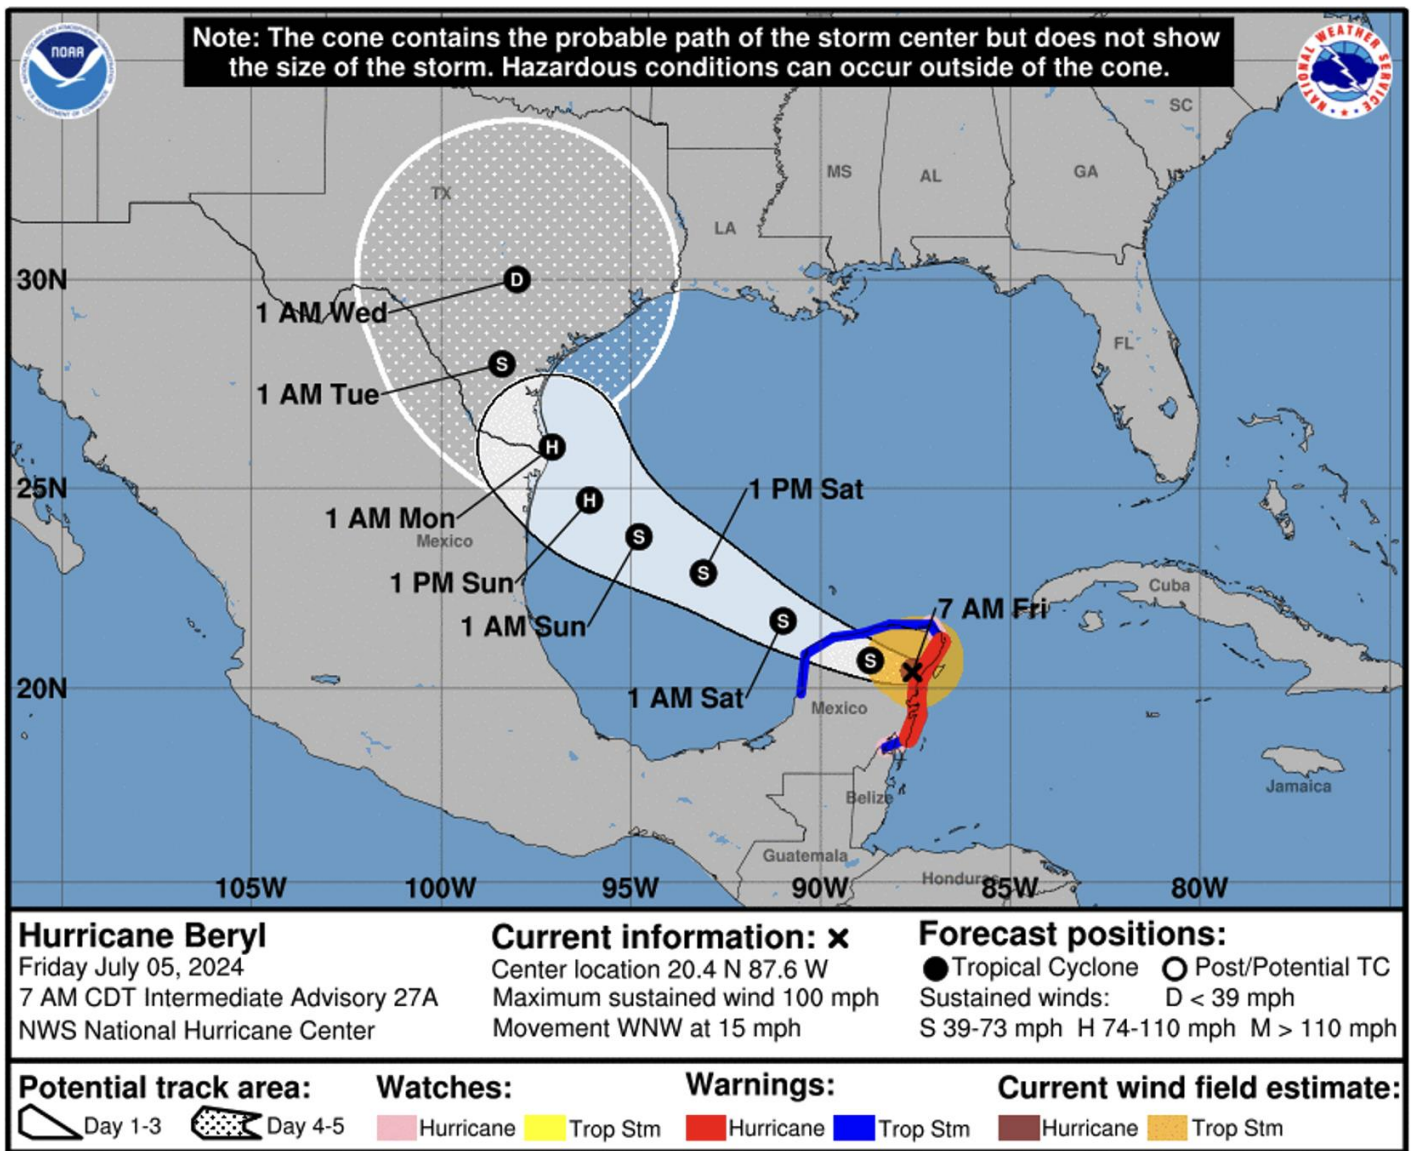 Note: The cone contains the probable path of the storm center but does not show
the size of the storm. Hazardous conditions can occur outside of the cone.
NOAA
NATIONAL WEATHER SERVICE
SC
MS
AL
GA
TX
LA
30N
1 AM Wed
D
FL
S
1 AM Tue
H
25N
1 PM Sat
H
1 AM Mon
Mexico
S
S
1 PM Sun
Cuba
7 AM Fri
1 AM Sun
S
S
20N
1 AM Sat
Mexico
Jamaica
Belize
Guatemala
Honduras
105W
100W
95W
90W
85W
80W
Hurricane Beryl
Friday July 05, 2024
7 AM CDT Intermediate Advisory 27A
NWS National Hurricane Center
Current information: x
Center location 20.4 N 87.6 W
Maximum sustained wind 100 mph
Movement WNW at 15 mph
Forecast positions:
Tropical Cyclone Post/Potential TC
Sustained winds: D < 39 mph
S 39-73 mph H 74-110 mph M > 110 mph
Potential track area:
Day 1-3 Day 4-5
Watches:
Hurricane Trop Stm
Warnings:
Hurricane Trop Stm
Current wind field estimate:
Hurricane Trop Stm